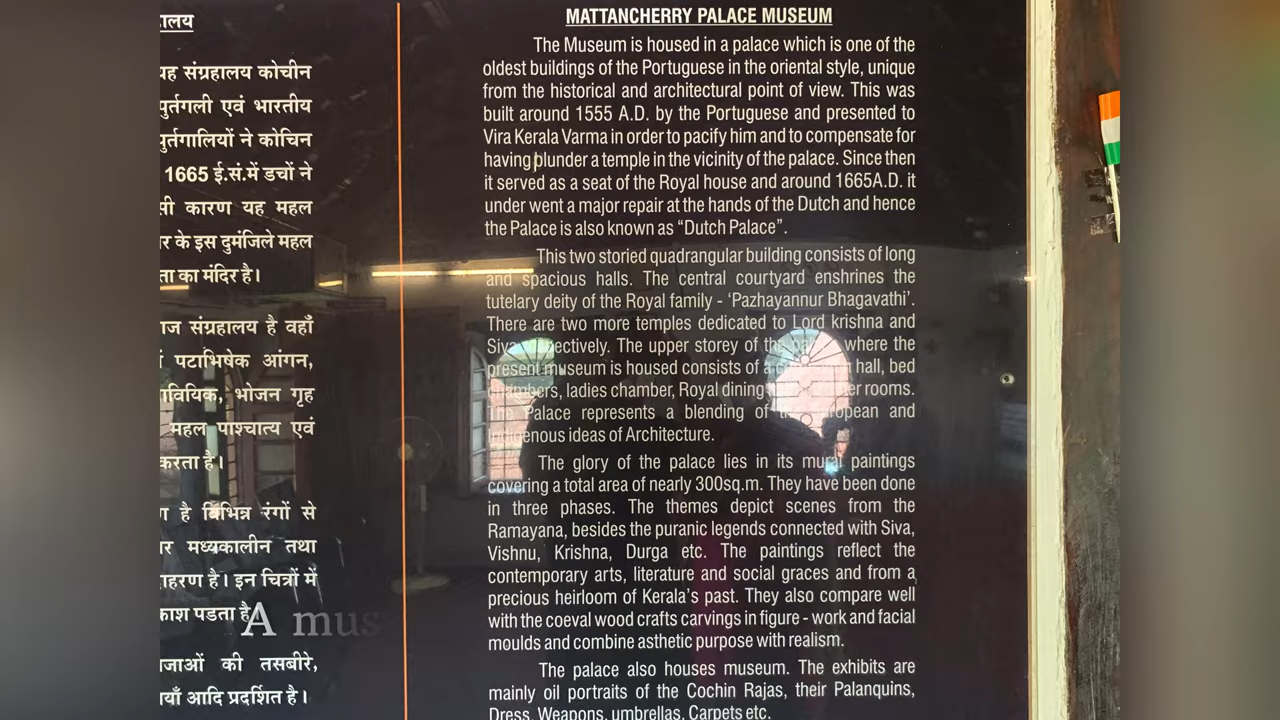 ालय
यह संग्रहालय कोचीन
पुर्तगली एवं भारतीय
पुर्तगालियों ने कोचिन
1665 ई.सं.में डचों ने
सी कारण यह महल
र के इस दुमंजिले महल
ता का मंदिर है।
ाज संग्रहालय है वहाँ
पटाभिषेक आंगन,
भोजन गृह
महल पाश्चात्य एवं
करता है।
है बिभिन्न रंगों से
र मध्यकालीन तथा
ाहरण है। इन चित्रों में
काश पडता है
A mus
जाओं की तसबीरे,
याँ आदि प्रदर्शित है।
MATTANCHERRY PALACE MUSEUM
The Museum is housed in a palace which is one of the
oldest buildings of the Portuguese in the oriental style, unique
from the historical and architectural point of view. This was
built around 1555 A.D. by the Portuguese and presented to
Vira Kerala Varma in order to pacify him and to compensate for
having plunder a temple in the vicinity of the palace. Since then
it served as a seat of the Royal house and around 1665A.D. it
under went a major repair at the hands of the Dutch and hence
the Palace is also known as “Dutch Palace”.
This two storied quadrangular building consists of long
and spacious halls. The central courtyard enshrines the
tutelary deity of the Royal family - ‘Pazhayannur Bhagavathi’.
There are two more temples dedicated to Lord krishna and
Siva respectively. The upper storey of the where the
present museum is housed consists of a hall, bed
chambers, ladies chamber, Royal dining other rooms.
The Palace represents a blending of the European and
indigenous ideas of Architecture.
The glory of the palace lies in its mural paintings
covering a total area of nearly 300sq.m. They have been done
in three phases. The themes depict scenes from the
Ramayana, besides the puranic legends connected with Siva,
Vishnu, Krishna, Durga etc. The paintings reflect the
contemporary arts, literature and social graces and from a
precious heirloom of Kerala's past. They also compare well
with the coeval wood crafts carvings in figure - work and facial
moulds and combine asthetic purpose with realism.
The palace also houses museum. The exhibits are
mainly oil portraits of the Cochin Rajas, their Palanquins,
Dress, Weapons, umbrellas, Carpets etc.